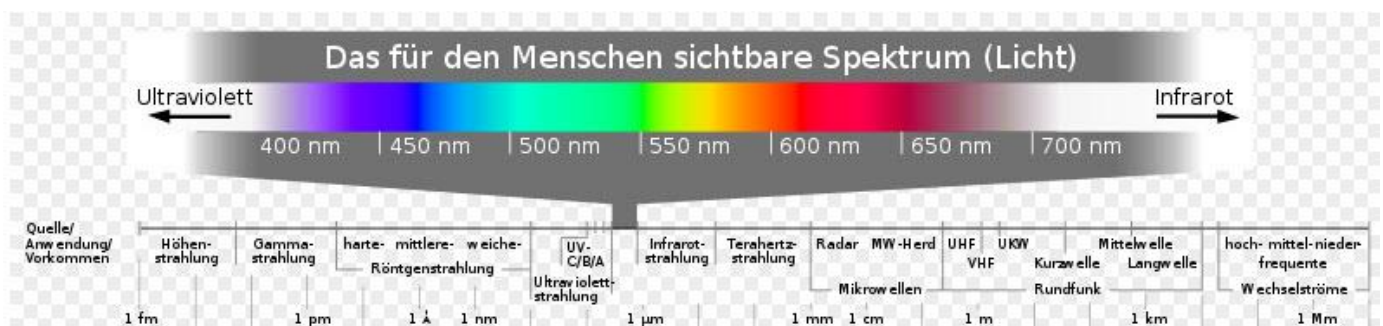 Das für den Menschen sichtbare Spektrum (Licht)
Ultraviolett
Infrarot
400 nm 450 nm 500 nm 550 nm 600 nm 650 nm 700 nm
Quelle/
Anwendung/
Vorkommen
Höhen-
strahlung
Gamma-
strahlung
harte- mittlere- weiche-
Röntgenstrahlung
UV-
C/B/A
Ultraviolett-
strahlung
Infrarot-
strahlung
Terahertz-
strahlung
Radar MW-Herd
Mikrowellen
UHF UKW Mittelwelle
VHF Kurzwelle Langwelle
Rundfunk
hoch- mittel- nieder-
frequente
Wechselströme
1 fm 1 pm 1 Å 1 nm 1 µm 1 mm 1 cm 1 m 1 km 1 Mm